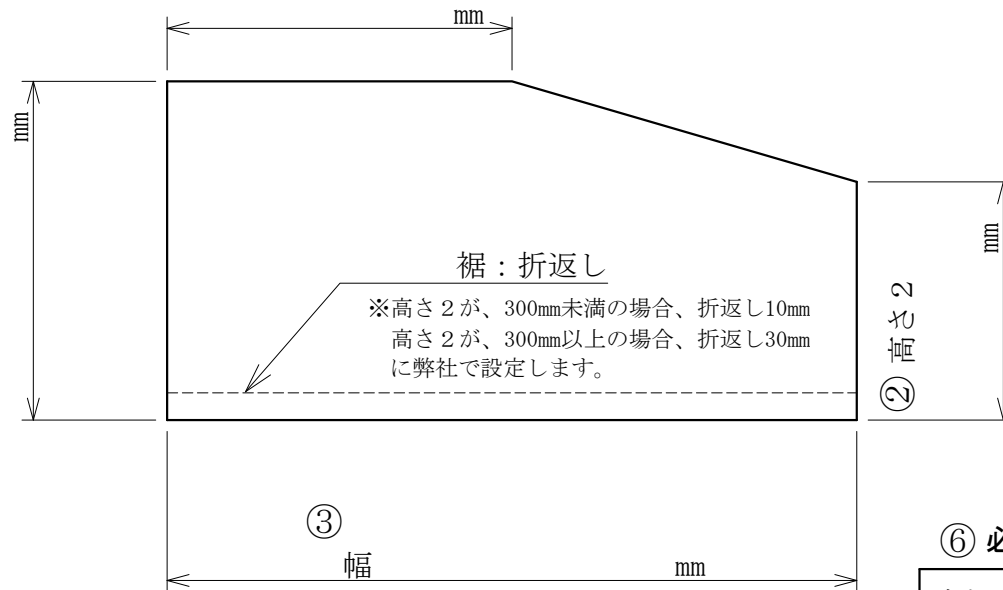 mm
mm
裾：折返し
※高さ２が、300mm未満の場合、折返し10mm
高さ２が、300mm以上の場合、折返し30mm
に弊社で設定します。
mm
② 高さ２
③
幅 mm
⑥